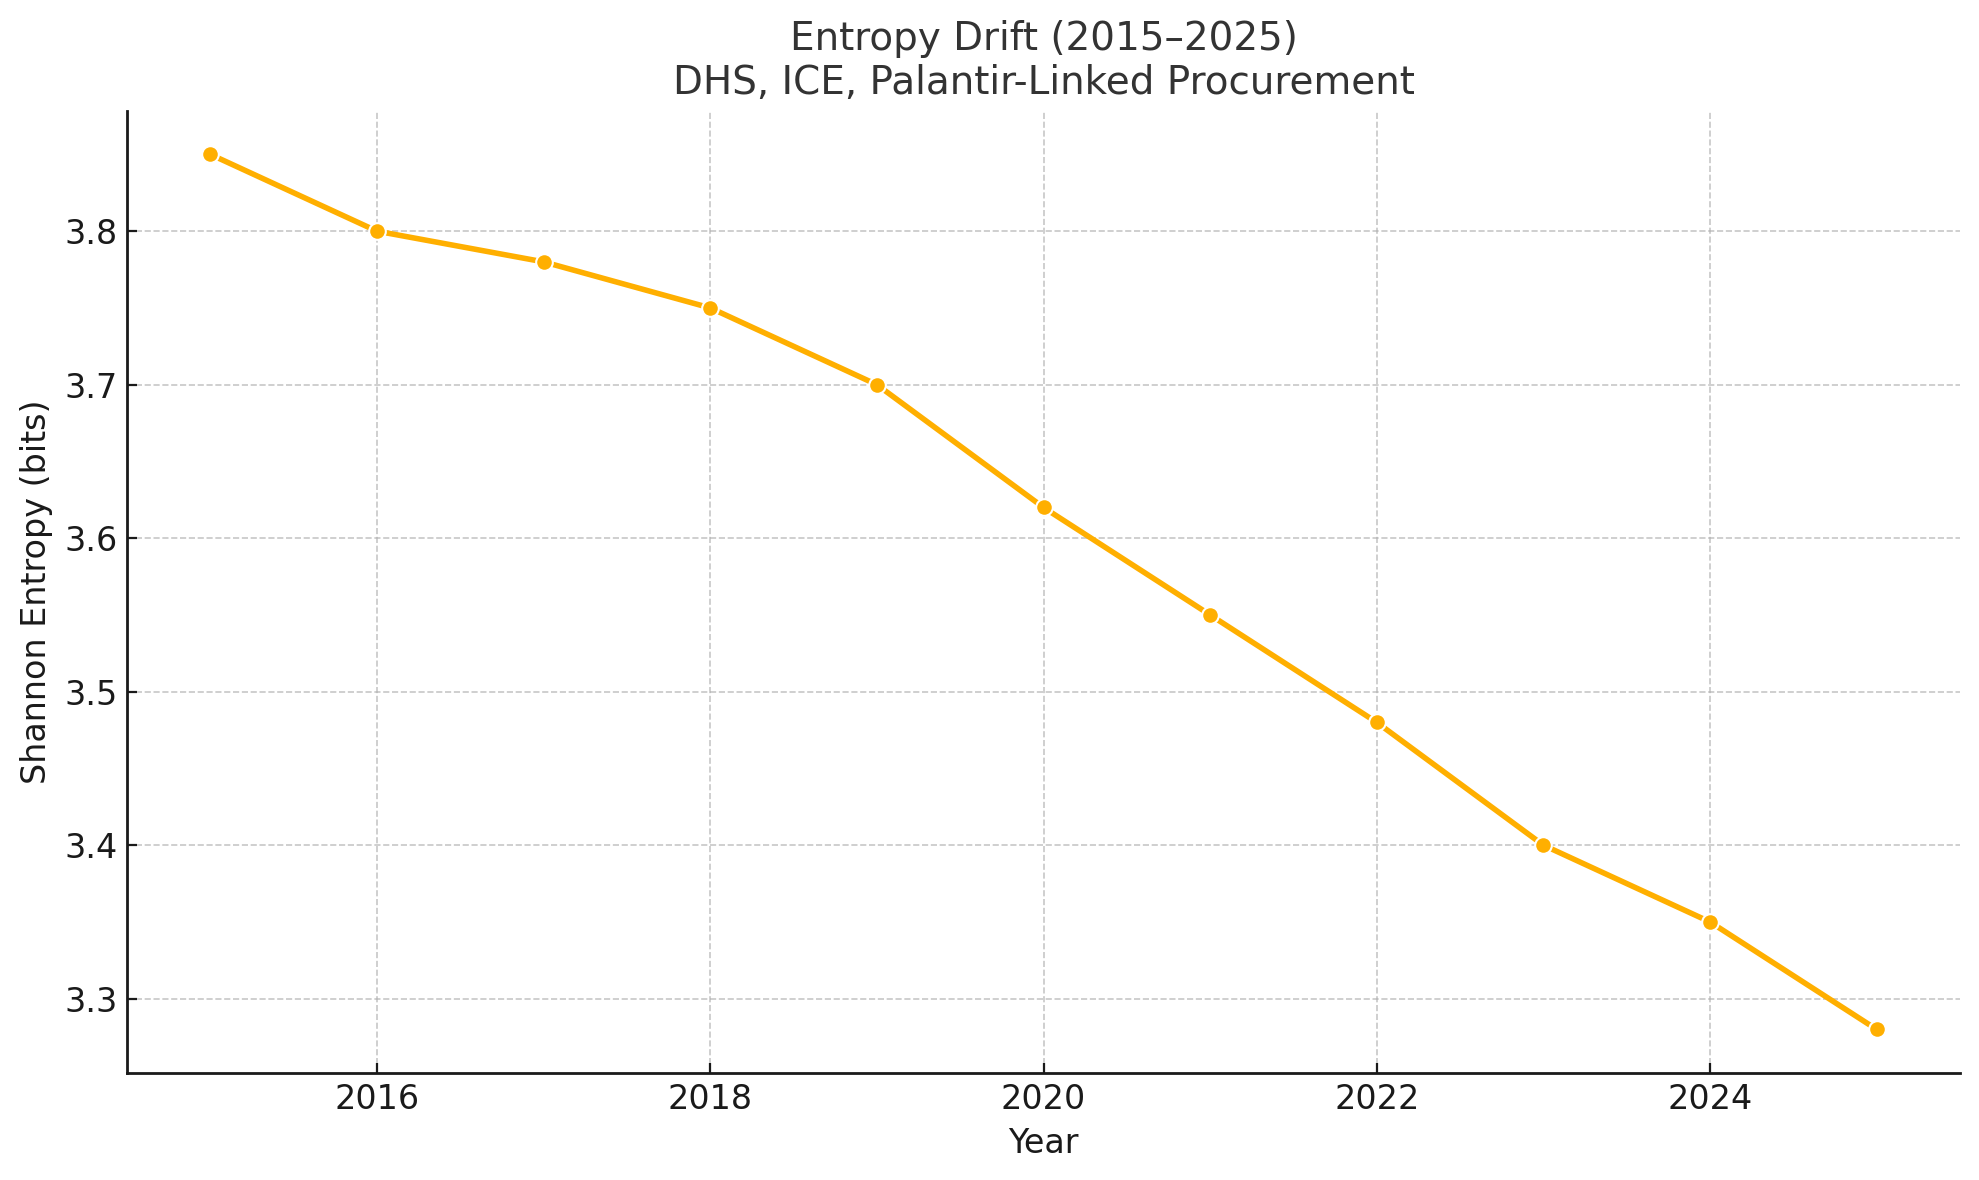 Entropy Drift (2015–2025)
DHS, ICE, Palantir-Linked Procurement
Shannon Entropy (bits)
3.8
3.7
3.6
3.5
3.4
3.3
2016
2018
2020
2022
2024
Year